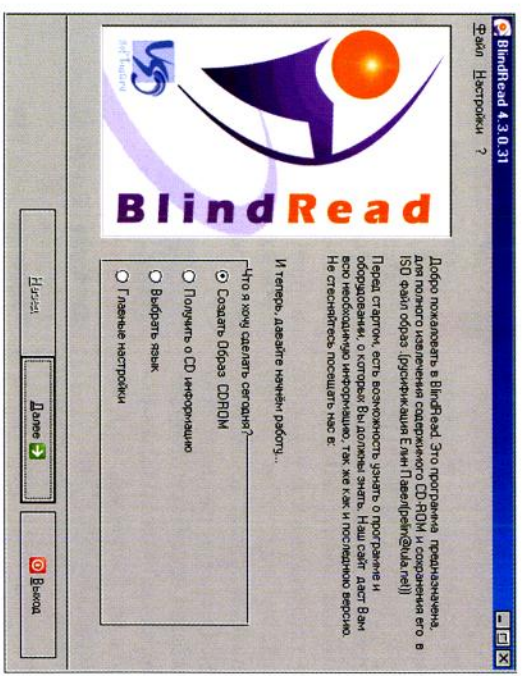 BlindRead 4.3.0.31
Файл Настройки ?
BlindRead
VSO
Software
Добро пожаловать в BlindRead. Это программа предназначена,
для полного извлечения содержимого CD-ROM и сохранения его в
ISO файл образ .(русификация Елин Павел(pelin@tula.net))
Перед стартом, есть возможность узнать о программе и
оборудовании, о которых Вы должны знать. Наш сайт даст Вам
всю необходимую информацию, так же как и последнюю версию.
Не стесняйтесь посещать нас в:
И теперь, давайте начнём работу...
Что я хочу сделать сегодня?
Создать Образ CDROM
Получить о CD информацию
Выбрать язык
Главные настройки
Назад
Далее
Выход